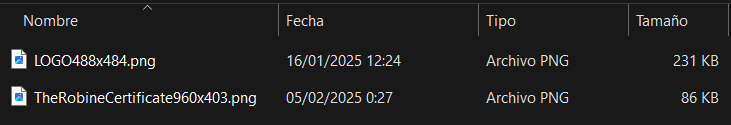 Nombre Fecha Tipo Tamaño
LOGO488x484.png 16/01/2025 12:24 Archivo PNG 231 KB
TheRobineCertificate960x403.png 05/02/2025 0:27 Archivo PNG 86 KB